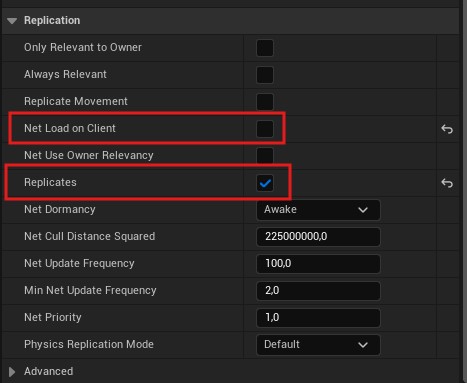 Replication
Only Relevant to Owner
Always Relevant
Replicate Movement
Net Load on Client
Net Use Owner Relevancy
Replicates
Net Dormancy Awake
Net Cull Distance Squared 225000000,0
Net Update Frequency 100,0
Min Net Update Frequency 2,0
Net Priority 1,0
Physics Replication Mode Default
Advanced